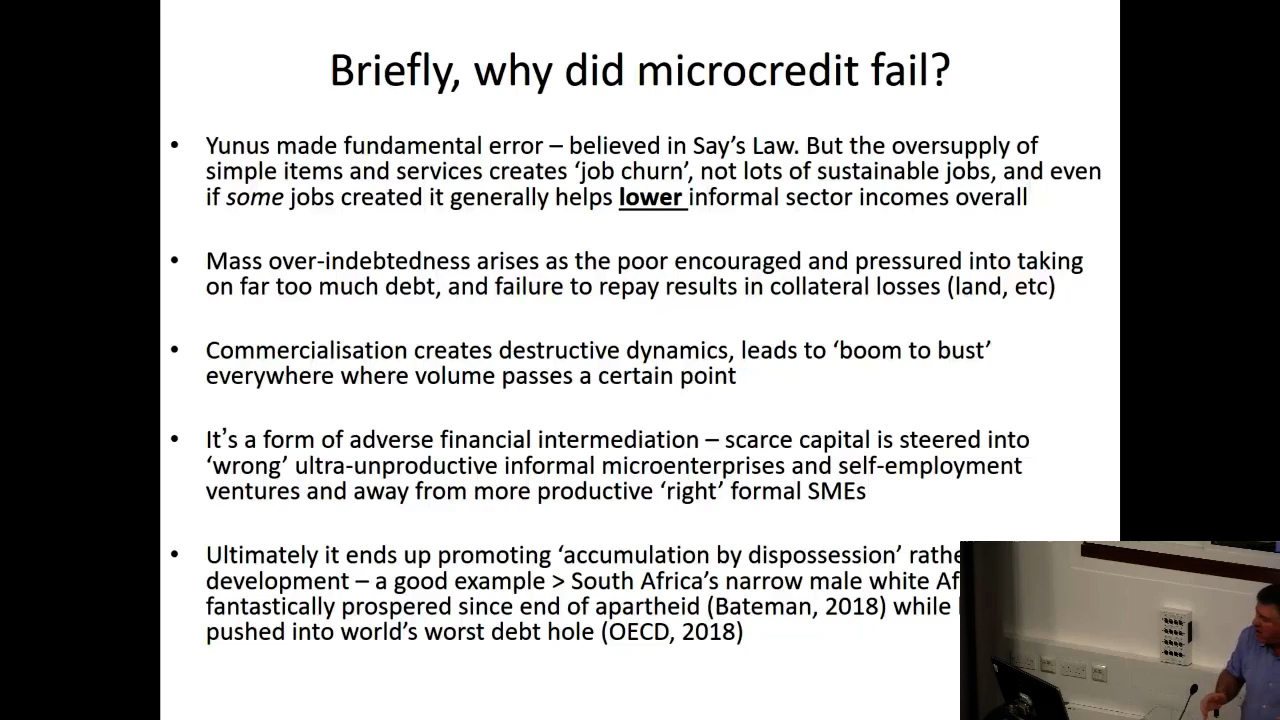 Briefly, why did microcredit fail?
• Yunus made fundamental error – believed in Say’s Law. But the oversupply of
simple items and services creates ‘job churn’, not lots of sustainable jobs, and even
if some jobs created it generally helps lower informal sector incomes overall
• Mass over-indebtedness arises as the poor encouraged and pressured into taking
on far too much debt, and failure to repay results in collateral losses (land, etc)
• Commercialisation creates destructive dynamics, leads to ‘boom to bust’
everywhere where volume passes a certain point
• It’s a form of adverse financial intermediation – scarce capital is steered into
‘wrong’ ultra-unproductive informal microenterprises and self-employment
ventures and away from more productive ‘right’ formal SMEs
• Ultimately it ends up promoting ‘accumulation by dispossession’
development – a good example > South Africa’s narrow male white
fantastically prospered since end of apartheid (Bateman, 2018) while
pushed into world’s worst debt hole (OECD, 2018)